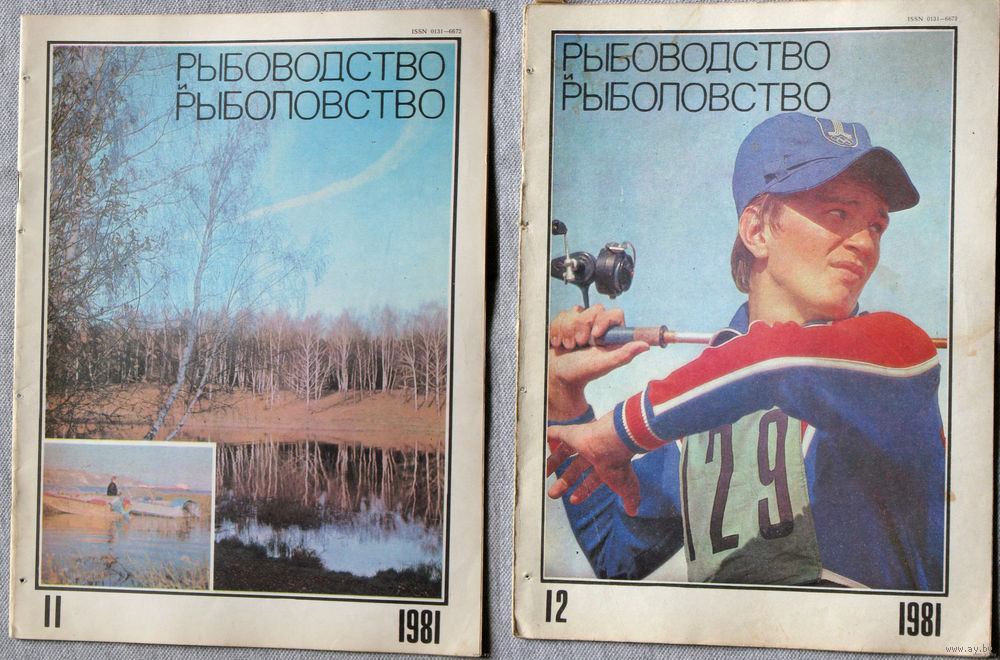 ISSN 0131—6672
РЫБОВОДСТВО
и
РЫБОЛОВСТВО
11
1981
ISSN 0131—6672
РЫБОВОДСТВО
и
РЫБОЛОВСТВО
129
12
1981
www.ay.by